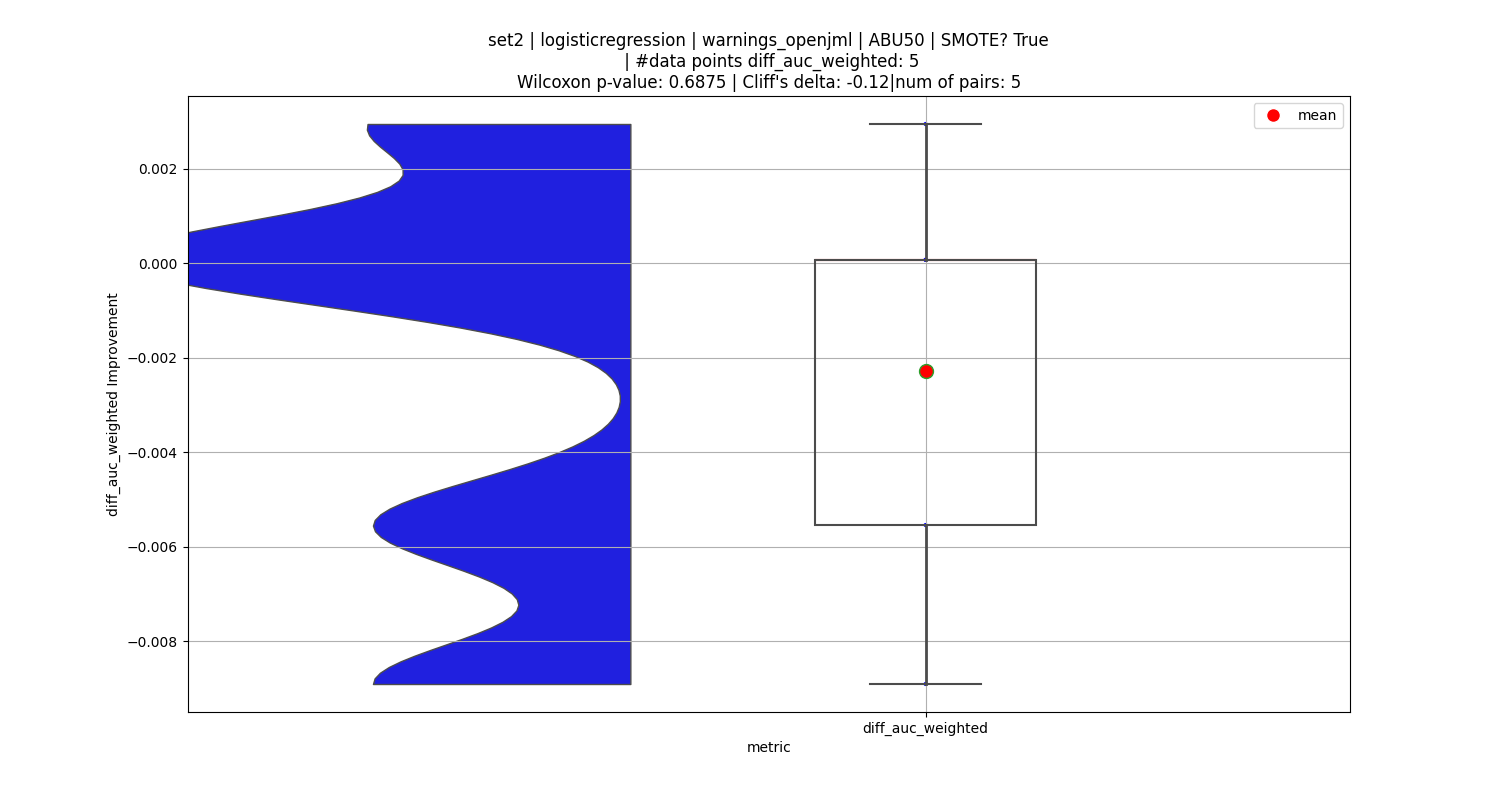 set2 | logisticregression | warnings_openjml | ABU50 | SMOTE? True
| #data points diff_auc_weighted: 5
Wilcoxon p-value: 0.6875 | Cliff's delta: -0.12|num of pairs: 5
mean
0.002
0.000
−0.002
−0.004
−0.006
−0.008
diff_auc_weighted Improvement
diff_auc_weighted
metric